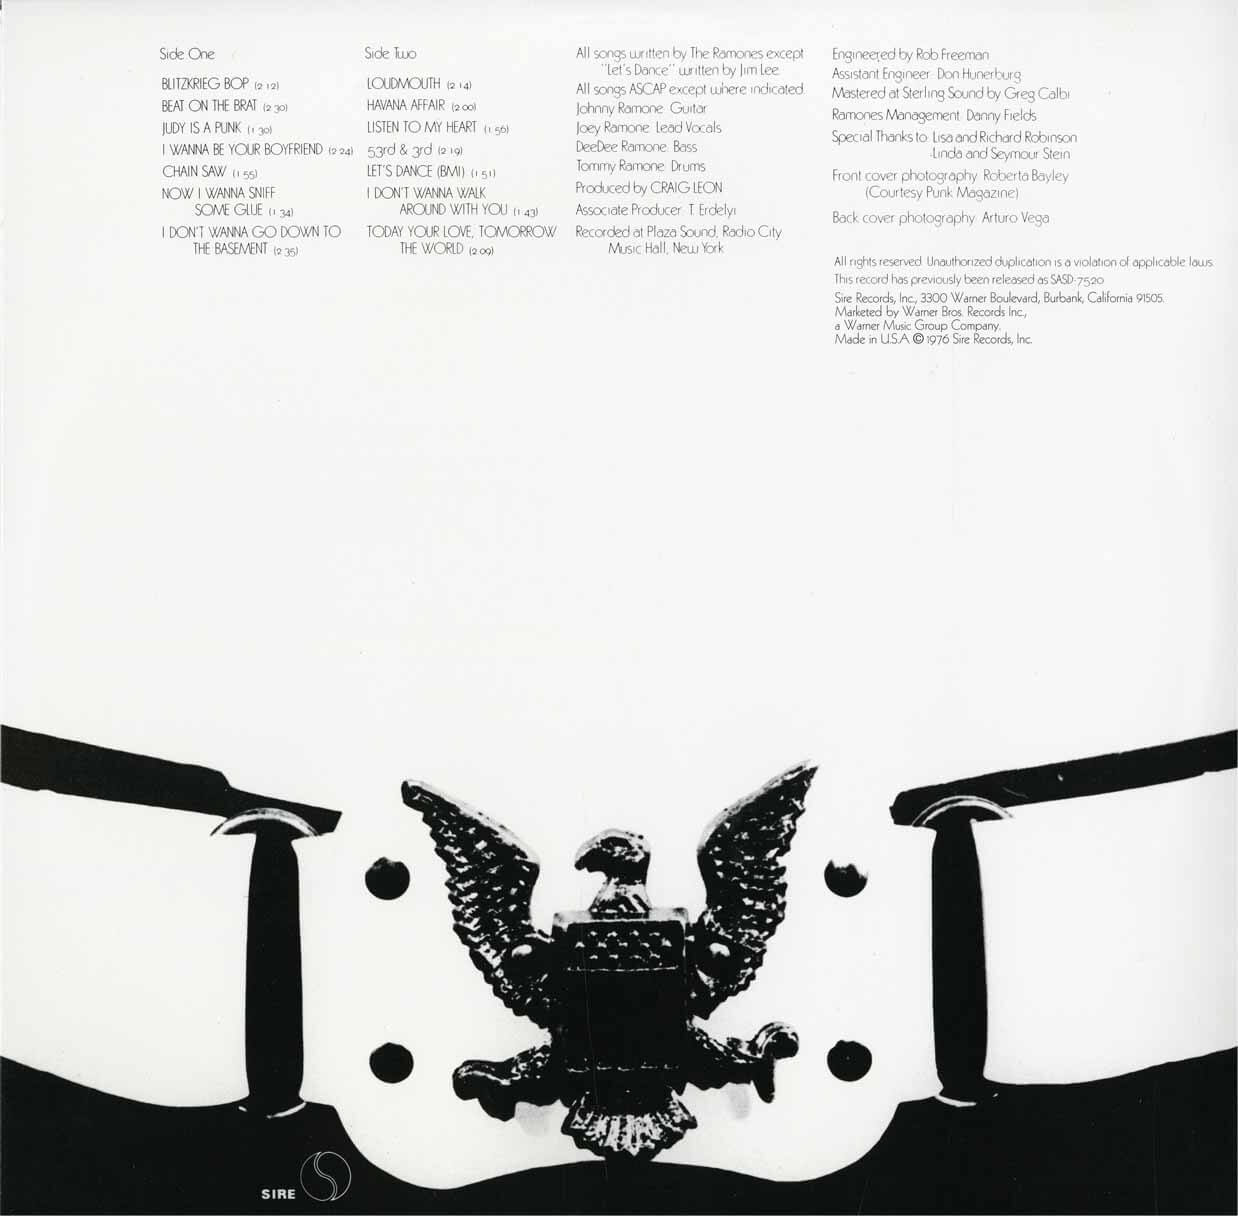 Side One
BLITZKRIEG BOP (2 12)
BEAT ON THE BRAT (2 30)
JUDY IS A PUNK (1 30)
I WANNA BE YOUR BOYFRIEND (2 24)
CHAIN SAW (1 55)
NOW I WANNA SNIFF
SOME GLUE (1 34)
I DON'T WANNA GO DOWN TO
THE BASEMENT (2 35)
Side Two
LOUDMOUTH (2 14)
HAVANA AFFAIR (2 00)
LISTEN TO MY HEART (1 56)
53rd & 3rd (2 19)
LET'S DANCE (BMI) (1 51)
I DON'T WANNA WALK
AROUND WITH YOU (1 43)
TODAY YOUR LOVE, TOMORROW
THE WORLD (2 09)
All songs written by The Ramones except
"Let's Dance" written by Jim Lee
All songs ASCAP except where indicated
Johnny Ramone: Guitar
Joey Ramone: Lead Vocals
DeeDee Ramone: Bass
Tommy Ramone: Drums
Produced by CRAIG LEON
Associate Producer: T. Erdelyi
Recorded at Plaza Sound, Radio City
Music Hall, New York
Engineered by Rob Freeman
Assistant Engineer: Don Hunerburg
Mastered at Sterling Sound by Greg Calbi
Ramones Management: Danny Fields
Special Thanks to: Lisa and Richard Robinson
Linda and Seymour Stein
Front cover photography: Roberta Bayley
(Courtesy Punk Magazine)
Back cover photography: Arturo Vega
All rights reserved. Unauthorized duplication is a violation of applicable laws.
This record has previously been released as SASD-7520
Sire Records, Inc., 3300 Warner Boulevard, Burbank, California 91505.
Marketed by Warner Bros. Records Inc.,
a Warner Music Group Company.
Made in U.S.A. © 1976 Sire Records, Inc.
SIRE